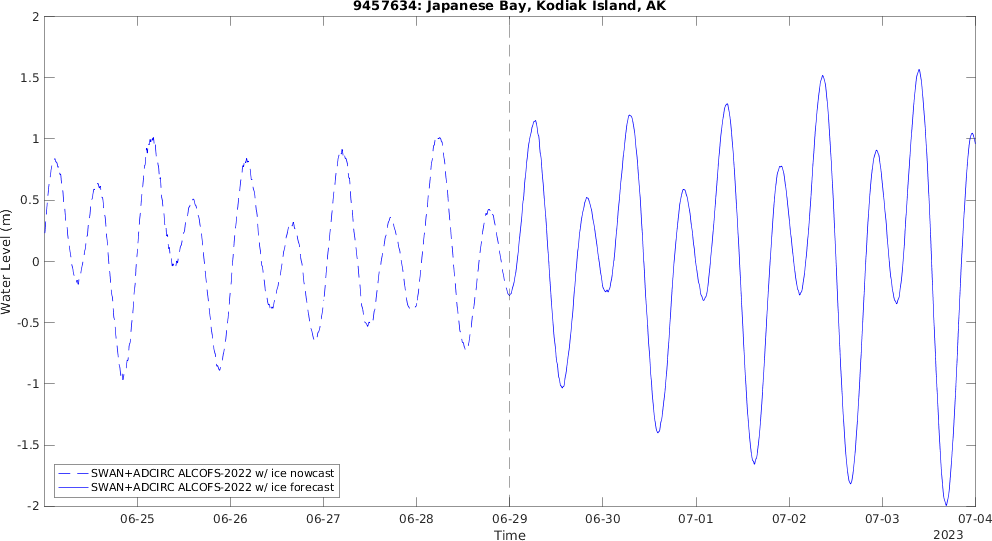 9457634: Japanese Bay, Kodiak Island, AK
2
1.5
1
0.5
0
-0.5
-1
-1.5
-2
Water Level (m)
SWAN+ADCIRC ALCOFS-2022 w/ ice nowcast
SWAN+ADCIRC ALCOFS-2022 w/ ice forecast
06-25 06-26 06-27 06-28 06-29 06-30 07-01 07-02 07-03 07-04
Time
2023